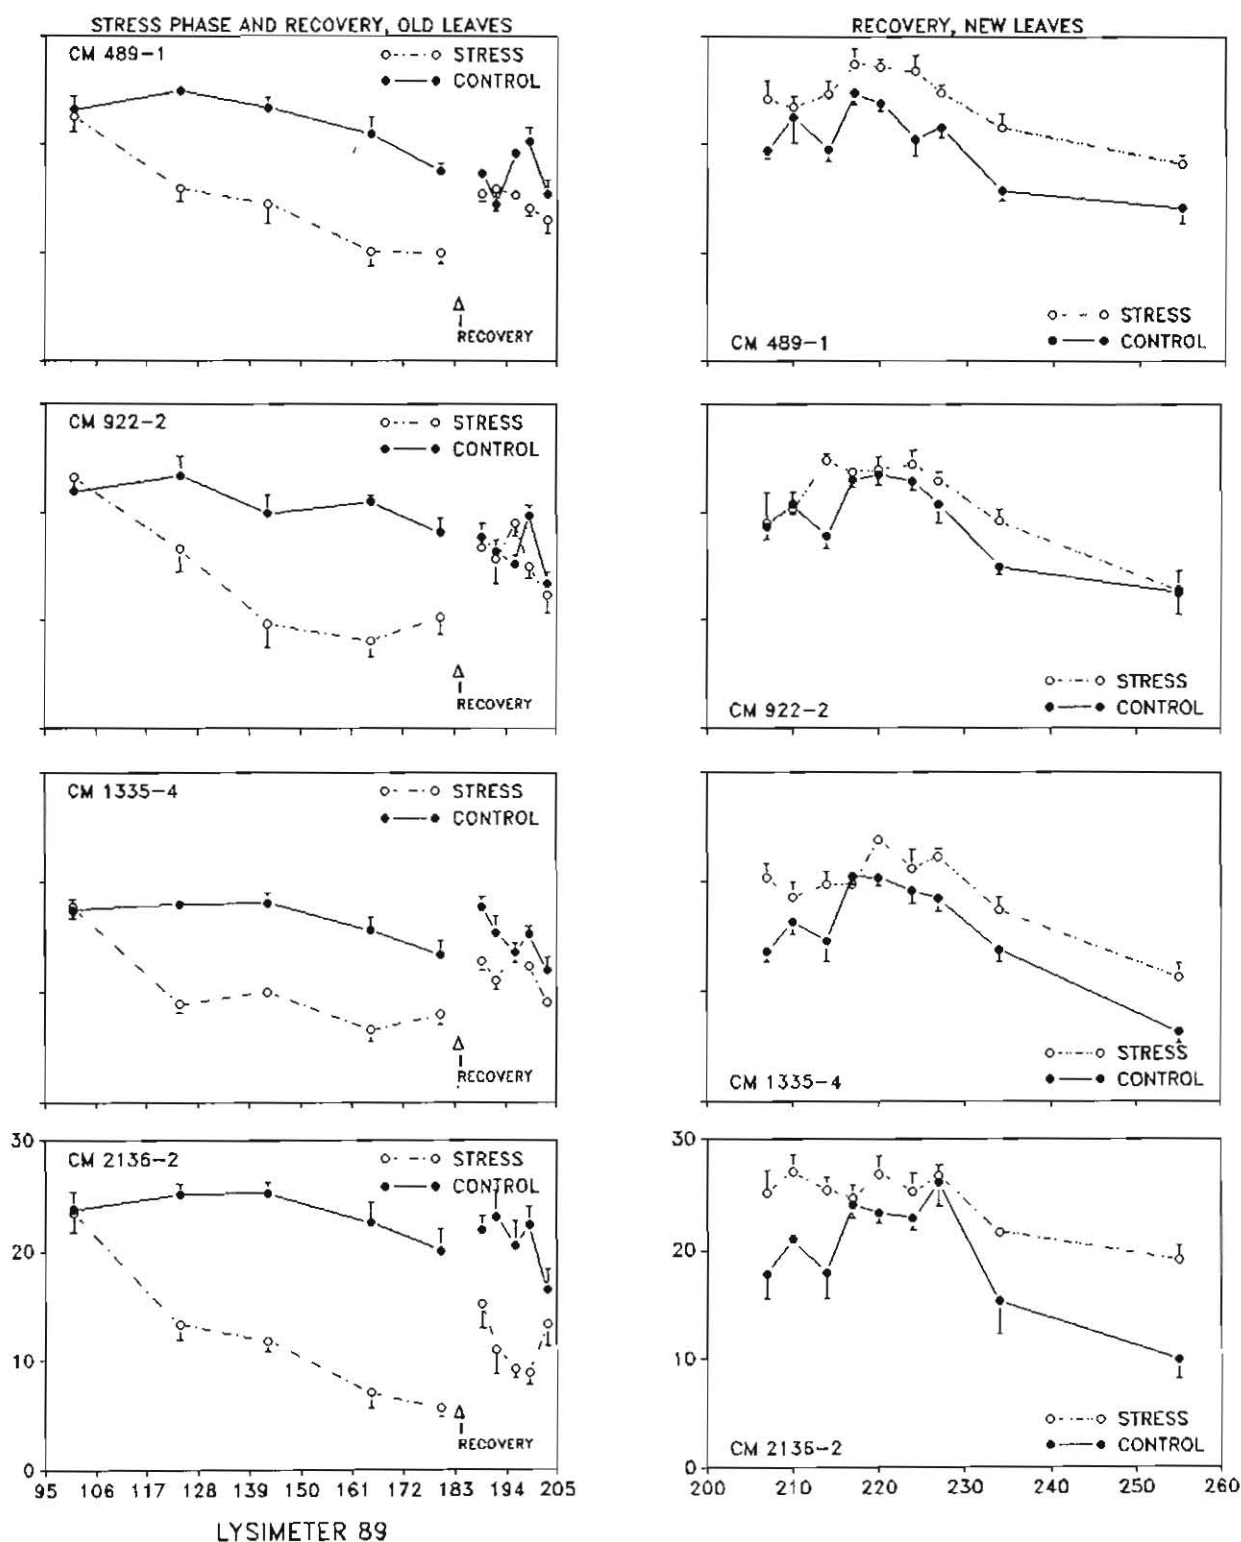 STRESS PHASE AND RECOVERY, OLD LEAVES
CM 489-1
STRESS
CONTROL
RECOVERY
CM 922-2
STRESS
CONTROL
RECOVERY
CM 1335-4
STRESS
CONTROL
RECOVERY
30
CM 2136-2
STRESS
CONTROL
20
10
RECOVERY
0
95 106 117 128 139 150 161 172 183 194 205
LYSIMETER 89
RECOVERY, NEW LEAVES
STRESS
CONTROL
CM 489-1
STRESS
CONTROL
CM 922-2
STRESS
CONTROL
CM 1335-4
30
20
10
STRESS
CONTROL
CM 2136-2
0
200 210 220 230 240 250 260